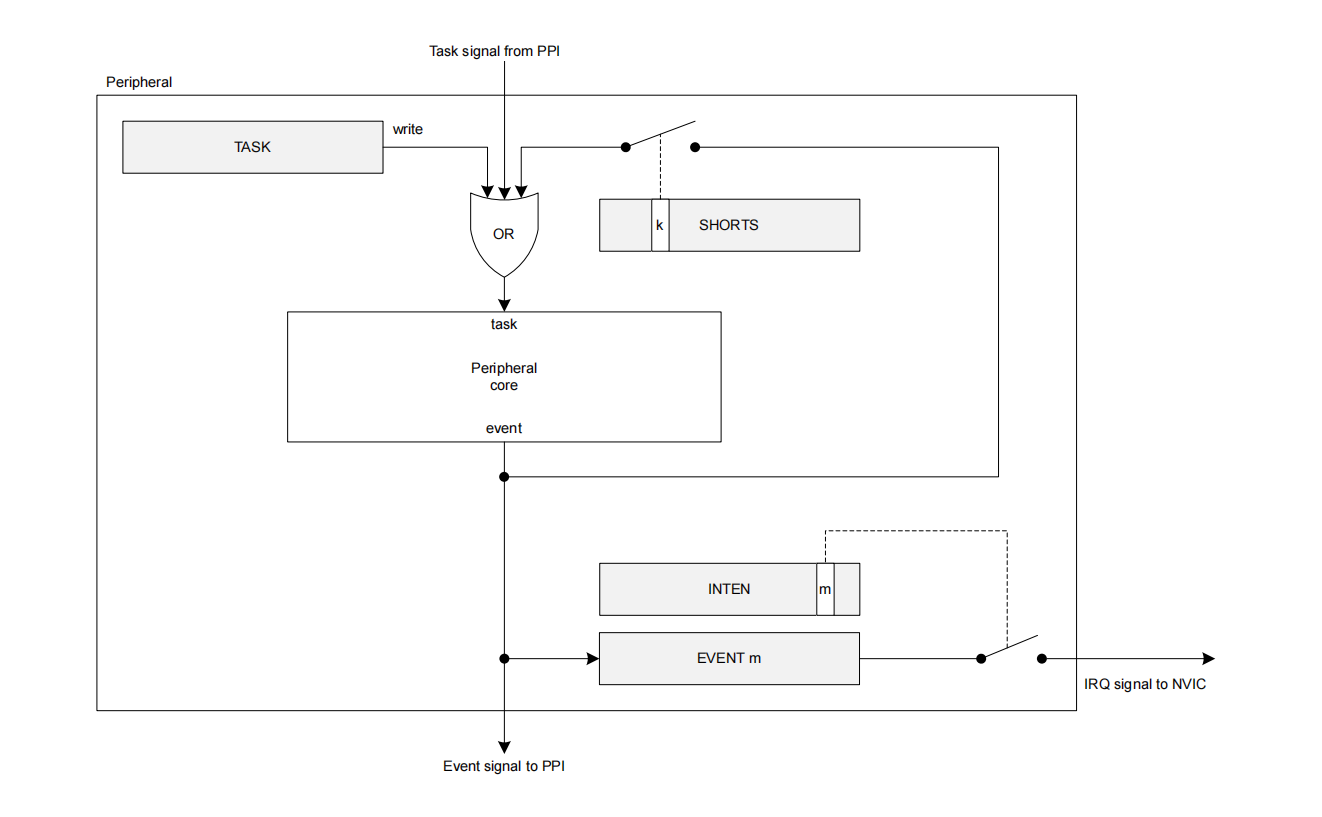 Task signal from PPI
Peripheral
write
TASK
k
SHORTS
OR
task
Peripheral
core
event
INTEN
m
EVENT m
IRQ signal to NVIC
Event signal to PPI